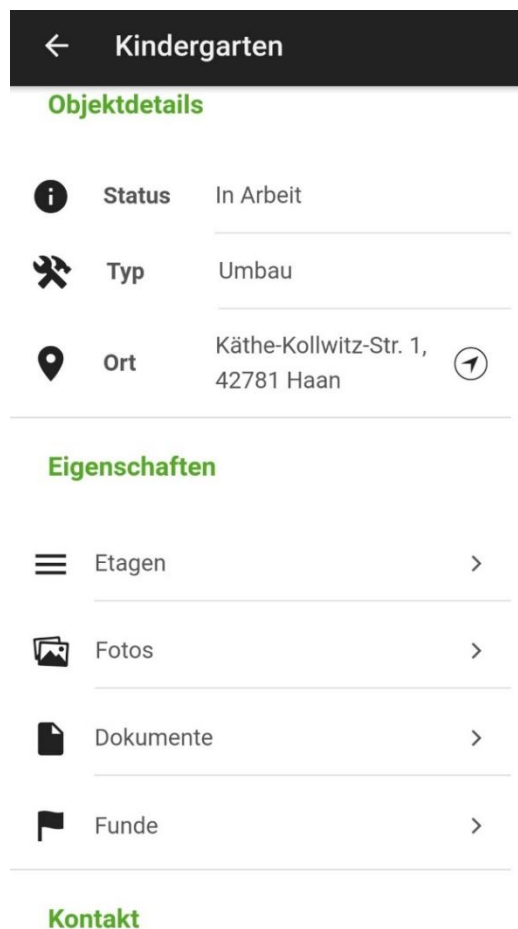 Kindergarten
Objektdetails
Status In Arbeit
Typ Umbau
Ort Käthe-Kollwitz-Str. 1,
42781 Haan
Eigenschaften
Etagen
Fotos
Dokumente
Funde
Kontakt